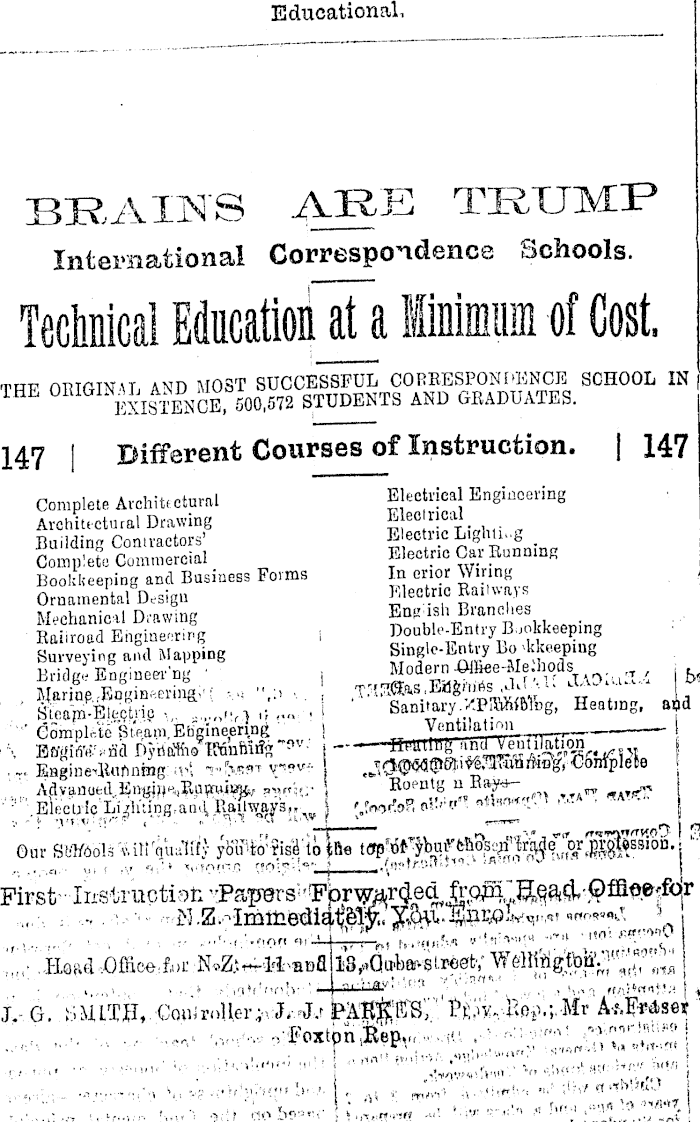 Educational.
BRAINS ARE TRUMP
International Correspondence Schools.
Technical Education at a Minimum of Cost.
THE ORIGINAL AND MOST SUCCESSFUL CORRESPONDENCE SCHOOL IN
EXISTENCE, 500,572 STUDENTS AND GRADUATES.
147 | Different Courses of Instruction. | 147
Complete Architectural
Architectural Drawing
Building Contractors'
Complete Commercial
Bookkeeping and Business Forms
Ornamental Design
Mechanical Drawing
Railroad Engineering
Surveying and Mapping
Bridge Engineering
Marine Engineering
Steam-Electric
Complete Steam Engineering
Engine and Dynamo Running
Engine Running
Advanced Engine Running
Electric Lighting and Railways
Electrical Engineering
Electrical
Electric Lighting
Electric Car Running
Interior Wiring
Electric Railways
English Branches
Double-Entry Bookkeeping
Single-Entry Bookkeeping
Modern Office Methods
Gas Engines
Sanitary Plumbing, Heating, and
Ventilation
Heating and Ventilation
Locomotive Running, Complete
Roentgen Rays
Our Schools will qualify you to rise to the top of your chosen trade or profession.
First Instruction Papers Forwarded from Head Office for
N.Z. Immediately You Enrol.
Head Office for N.Z.—11 and 13, Cuba-street, Wellington.
J. G. SMITH, Controller; J. J. PARKES, Prov. Rep.; Mr A. Fraser
Foxton Rep.